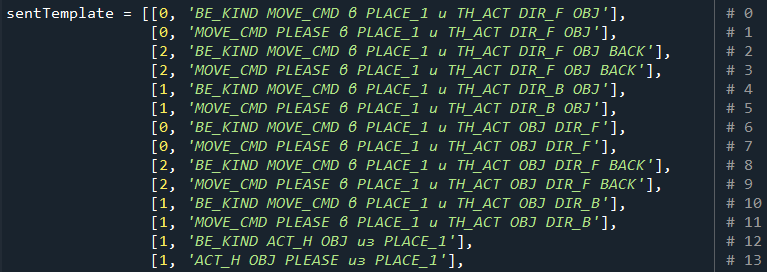 sentTemplate = [[0, 'BE_KIND MOVE_CMD в PLACE_1 и TH_ACT DIR_F OBJ'], # 0
[0, 'MOVE_CMD PLEASE в PLACE_1 и TH_ACT DIR_F OBJ'], # 1
[2, 'BE_KIND MOVE_CMD в PLACE_1 и TH_ACT DIR_F OBJ BACK'], # 2
[2, 'MOVE_CMD PLEASE в PLACE_1 и TH_ACT DIR_F OBJ BACK'], # 3
[1, 'BE_KIND MOVE_CMD в PLACE_1 и TH_ACT DIR_B OBJ'], # 4
[1, 'MOVE_CMD PLEASE в PLACE_1 и TH_ACT DIR_B OBJ'], # 5
[0, 'BE_KIND MOVE_CMD в PLACE_1 и TH_ACT OBJ DIR_F'], # 6
[0, 'MOVE_CMD PLEASE в PLACE_1 и TH_ACT OBJ DIR_F'], # 7
[2, 'BE_KIND MOVE_CMD в PLACE_1 и TH_ACT OBJ DIR_F BACK'], # 8
[2, 'MOVE_CMD PLEASE в PLACE_1 и TH_ACT OBJ DIR_F BACK'], # 9
[1, 'BE_KIND MOVE_CMD в PLACE_1 и TH_ACT OBJ DIR_B'], # 10
[1, 'MOVE_CMD PLEASE в PLACE_1 и TH_ACT OBJ DIR_B'], # 11
[1, 'BE_KIND ACT_H OBJ из PLACE_1'], # 12
[1, 'ACT_H OBJ PLEASE из PLACE_1'], # 13